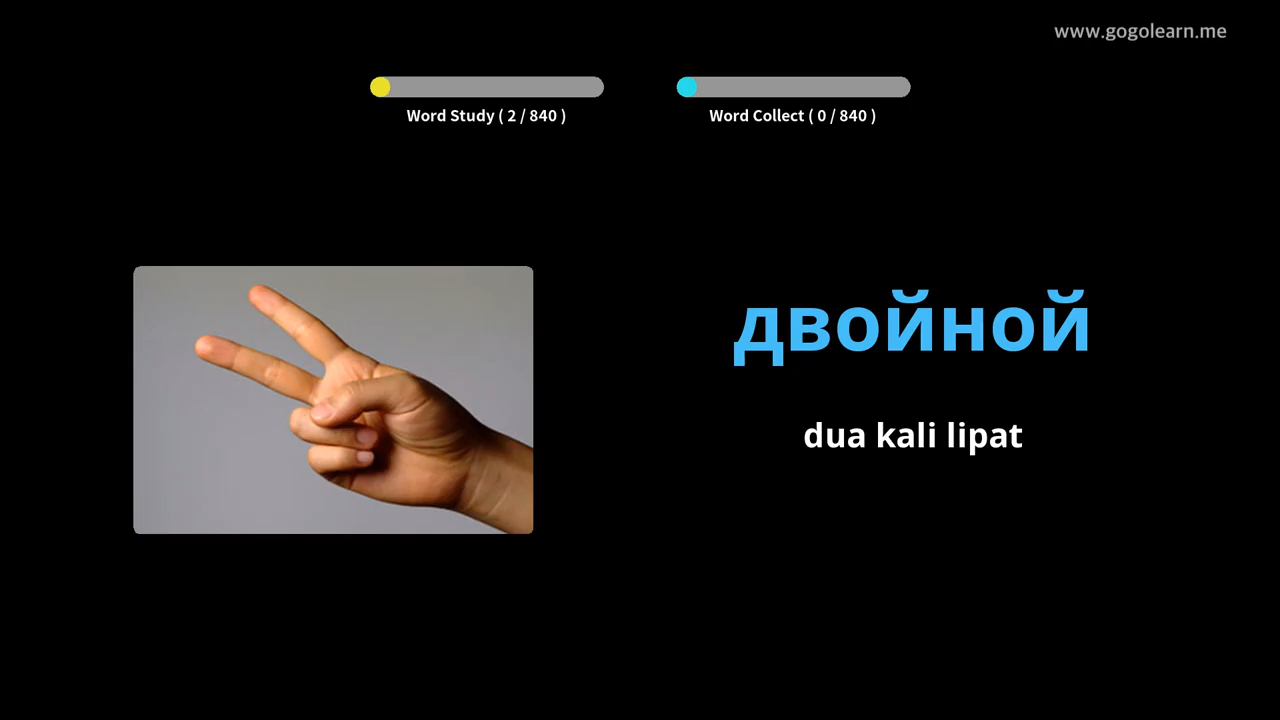 www.gogolearn.me
Word Study ( 2 / 840 )
Word Collect ( 0 / 840 )
двойной
dua kali lipat